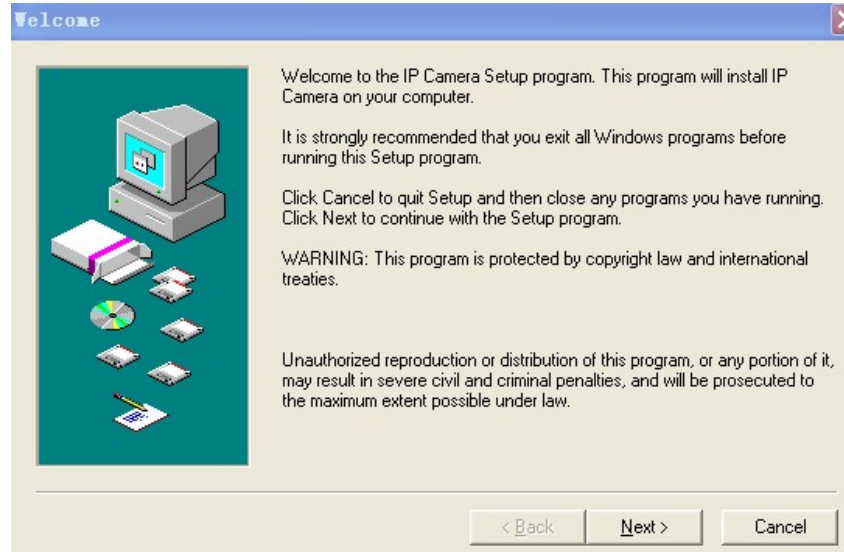 Welcome
Welcome to the IP Camera Setup program. This program will install IP
Camera on your computer.
It is strongly recommended that you exit all Windows programs before
running this Setup program.
Click Cancel to quit Setup and then close any programs you have running.
Click Next to continue with the Setup program.
WARNING: This program is protected by copyright law and international
treaties.
Unauthorized reproduction or distribution of this program, or any portion of it,
may result in severe civil and criminal penalties, and will be prosecuted to
the maximum extent possible under law.
< Back Next > Cancel